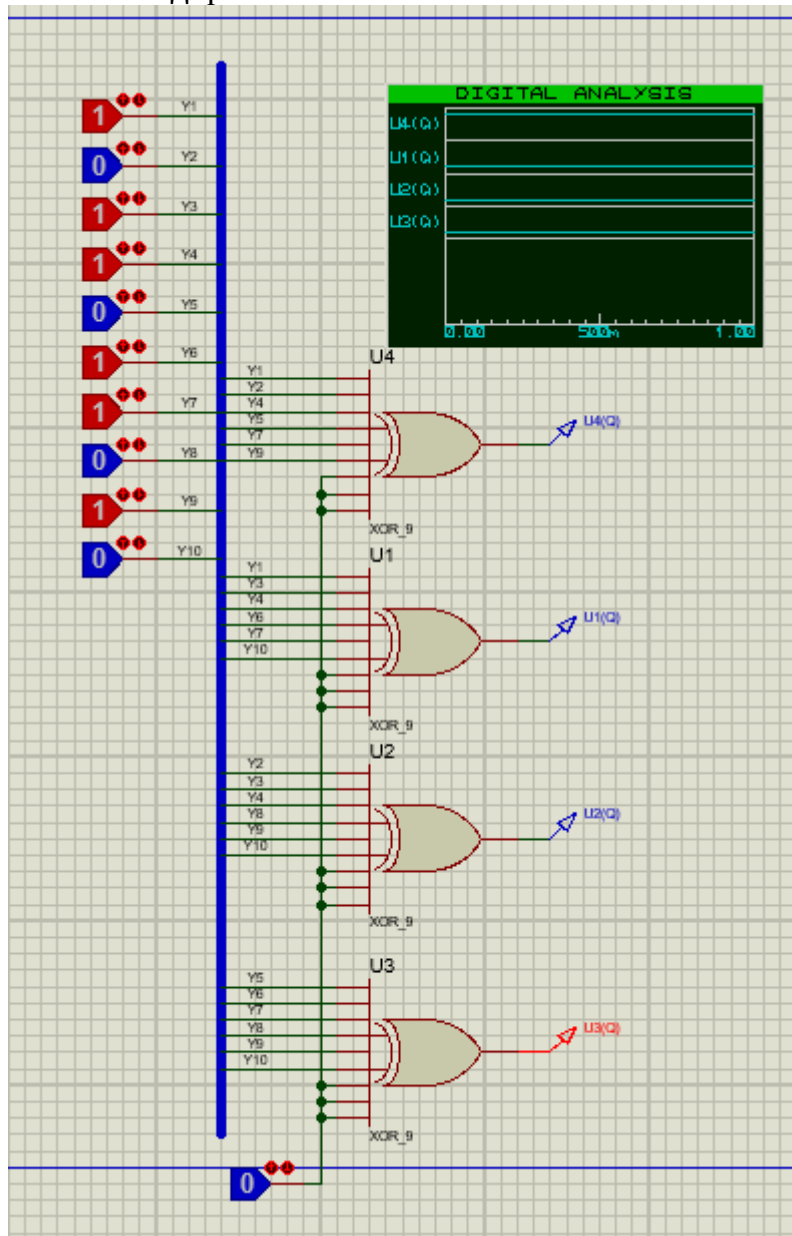 DIGITAL ANALYSIS
U4(Q)
U1(Q)
U2(Q)
U3(Q)
0.00 500m 1.00
1 Y1
0 Y2
1 Y3
1 Y4
0 Y5
1 Y6
1 Y7
0 Y8
1 Y9
0 Y10
U4
Y1
Y2
Y4
Y5
Y7
Y9
U4(Q)
XOR_9
U1
Y1
Y3
Y4
Y6
Y7
Y10
U1(Q)
XOR_9
U2
Y2
Y3
Y4
Y8
Y9
Y10
U2(Q)
XOR_9
U3
Y5
Y6
Y7
Y8
Y9
Y10
U3(Q)
XOR_9
0